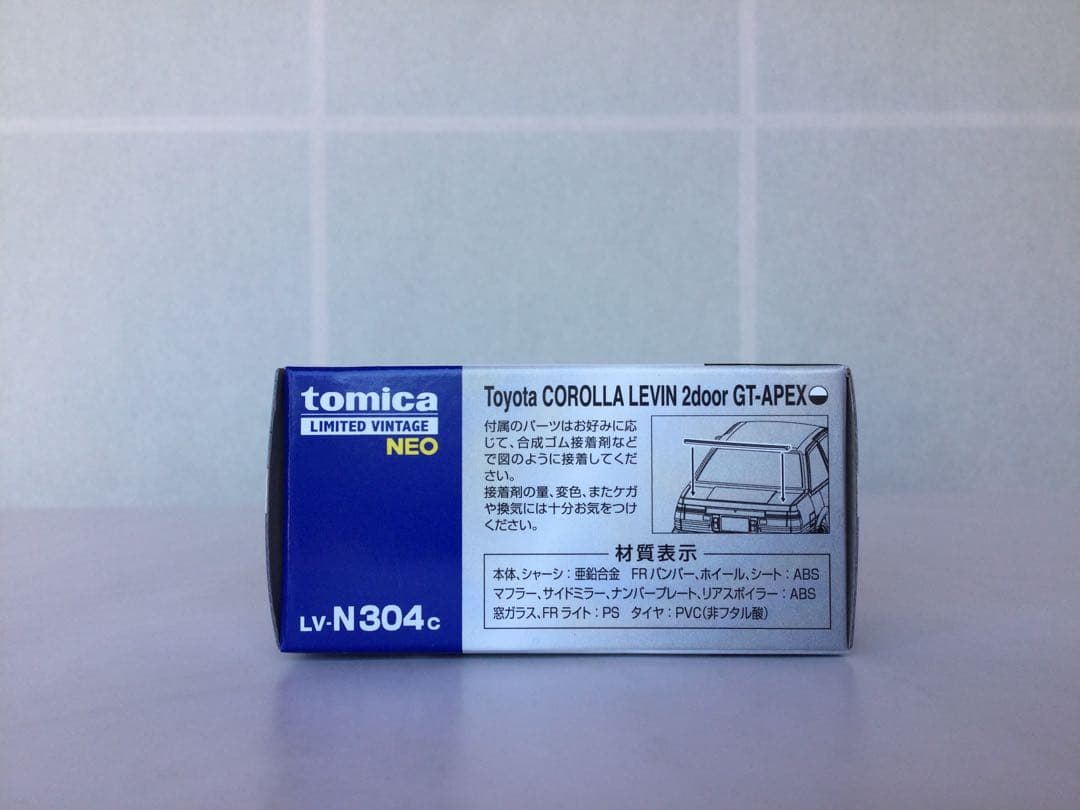 tomica
LIMITED VINTAGE
NEO
LV-N304c
Toyota COROLLA LEVIN 2door GT-APEX
付属のパーツはお好みに応
じて、合成ゴム接着剤など
で図のように接着してくだ
さい。
接着剤の量、変色、またケガ
や換気には十分お気をつけ
ください。
材質表示
本体、シャーシ：亜鉛合金　FRバンパー、ホイール、シート：ABS
マフラー、サイドミラー、ナンバープレート、リアスポイラー：ABS
窓ガラス、FRライト：PS　タイヤ：PVC(非フタル酸)